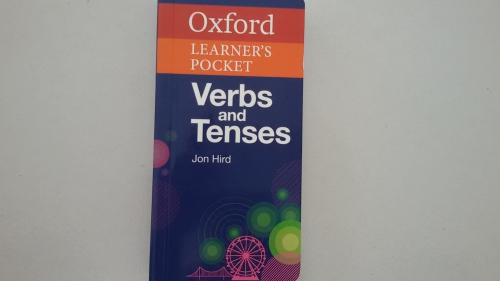 Oxford
LEARNER'S
POCKET
Verbs
and
Tenses
Jon Hird